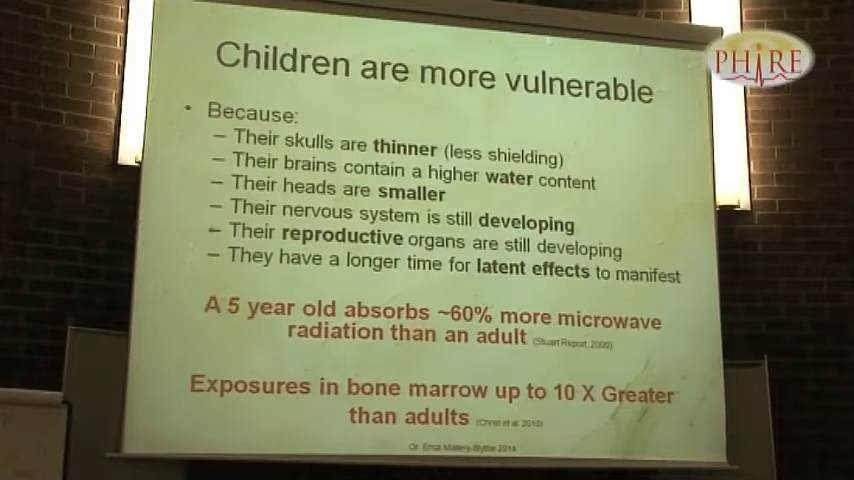 PHIRE
Children are more vulnerable
• Because:
– Their skulls are thinner (less shielding)
– Their brains contain a higher water content
– Their heads are smaller
– Their nervous system is still developing
– Their reproductive organs are still developing
– They have a longer time for latent effects to manifest
A 5 year old absorbs ~60% more microwave
radiation than an adult (Stuart Report, 2000)
Exposures in bone marrow up to 10 X Greater
than adults (Christ et al. 2010)
Dr. Erica Mallery-Blythe 2014